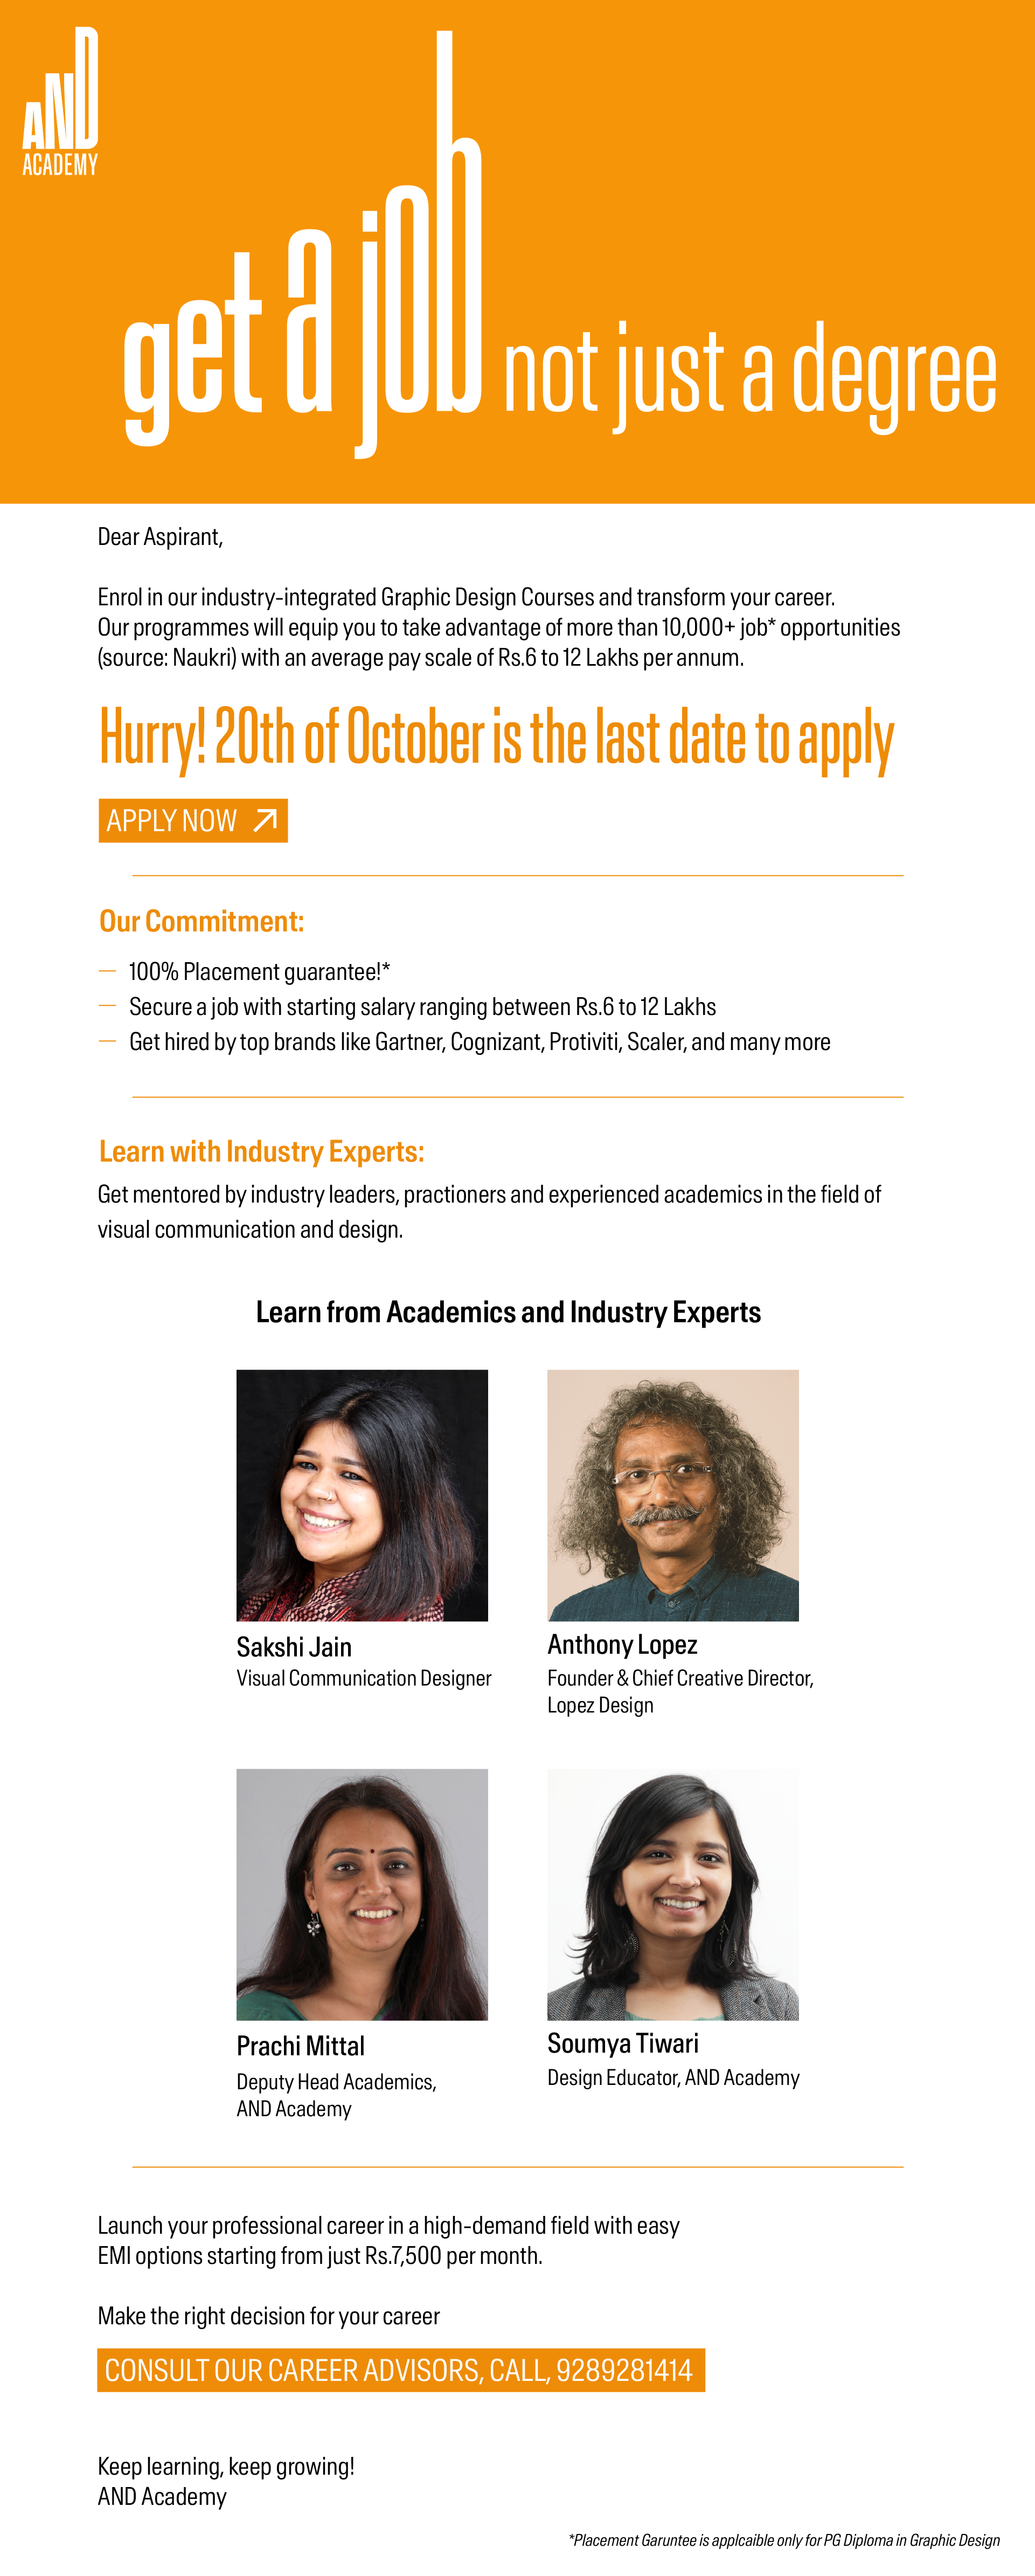 AND
ACADEMY
get a job not just a degree
Dear Aspirant,
Enrol in our industry-integrated Graphic Design Courses and transform your career.
Our programmes will equip you to take advantage of more than 10,000+ job* opportunities
(source: Naukri) with an average pay scale of Rs.6 to 12 Lakhs per annum.
Hurry! 20th of October is the last date to apply
APPLY NOW
Our Commitment:
— 100% Placement guarantee!*
— Secure a job with starting salary ranging between Rs.6 to 12 Lakhs
— Get hired by top brands like Gartner, Cognizant, Protiviti, Scaler, and many more
Learn with Industry Experts:
Get mentored by industry leaders, practioners and experienced academics in the field of
visual communication and design.
Learn from Academics and Industry Experts
Sakshi Jain
Visual Communication Designer
Anthony Lopez
Founder & Chief Creative Director,
Lopez Design
Prachi Mittal
Deputy Head Academics,
AND Academy
Soumya Tiwari
Design Educator, AND Academy
Launch your professional career in a high-demand field with easy
EMI options starting from just Rs.7,500 per month.
Make the right decision for your career
CONSULT OUR CAREER ADVISORS, CALL, 9289281414
Keep learning, keep growing!
AND Academy
*Placement Garuntee is applcaible only for PG Diploma in Graphic Design